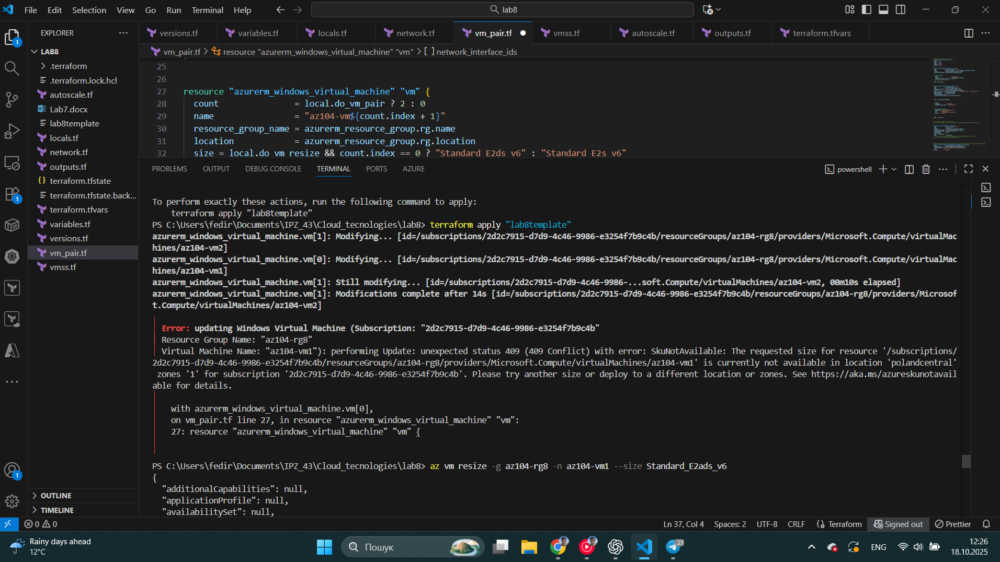 File Edit Selection View Go Run Terminal Help
lab8
EXPLORER
versions.tf
variables.tf
locals.tf
network.tf
vm_pair.tf
vmss.tf
autoscale.tf
outputs.tf
terraform.tfvars
vm_pair.tf > resource "azurerm_windows_virtual_machine" "vm" > [ ] network_interface_ids
LAB8
.terraform
.terraform.lock.hcl
autoscale.tf
Lab7.docx
lab8template
locals.tf
network.tf
outputs.tf
terraform.tfstate
terraform.tfstate.back...
terraform.tfvars
variables.tf
versions.tf
vm_pair.tf
vmss.tf
OUTLINE
TIMELINE
25
26
27 resource "azurerm_windows_virtual_machine" "vm" {
28 count = local.do_vm_pair ? 2 : 0
29 name = "az104-vm${count.index + 1}"
30 resource_group_name = azurerm_resource_group.rg.name
31 location = azurerm_resource_group.rg.location
32 size = local.do_vm_resize && count.index == 0 ? "Standard_E2ds_v6" : "Standard_E2s_v6"
PROBLEMS OUTPUT DEBUG CONSOLE TERMINAL PORTS AZURE
powershell
To perform exactly these actions, run the following command to apply:
terraform apply "lab8template"
PS C:\Users\fedir\Documents\IPZ_43\Cloud_tecnologies\lab8> terraform apply "lab8template"
azurerm_windows_virtual_machine.vm[1]: Modifying... [id=/subscriptions/2d2c7915-d7d9-4c46-9986-e3254f7b9c4b/resourceGroups/az104-rg8/providers/Microsoft.Compute/virtualMac
hines/az104-vm2]
azurerm_windows_virtual_machine.vm[0]: Modifying... [id=/subscriptions/2d2c7915-d7d9-4c46-9986-e3254f7b9c4b/resourceGroups/az104-rg8/providers/Microsoft.Compute/virtualMac
hines/az104-vm1]
azurerm_windows_virtual_machine.vm[1]: Still modifying... [id=/subscriptions/2d2c7915-d7d9-4c46-9986-...soft.Compute/virtualMachines/az104-vm2, 00m10s elapsed]
azurerm_windows_virtual_machine.vm[1]: Modifications complete after 14s [id=/subscriptions/2d2c7915-d7d9-4c46-9986-e3254f7b9c4b/resourceGroups/az104-rg8/providers/Microsof
t.Compute/virtualMachines/az104-vm2]
Error: updating Windows Virtual Machine (Subscription: "2d2c7915-d7d9-4c46-9986-e3254f7b9c4b"
Resource Group Name: "az104-rg8"
Virtual Machine Name: "az104-vm1"): performing Update: unexpected status 409 (409 Conflict) with error: SkuNotAvailable: The requested size for resource '/subscriptions/
2d2c7915-d7d9-4c46-9986-e3254f7b9c4b/resourceGroups/az104-rg8/providers/Microsoft.Compute/virtualMachines/az104-vm1' is currently not available in location 'polandcentral'
zones '1' for subscription '2d2c7915-d7d9-4c46-9986-e3254f7b9c4b'. Please try another size or deploy to a different location or zones. See https://aka.ms/azureskunotavail
able for details.
with azurerm_windows_virtual_machine.vm[0],
on vm_pair.tf line 27, in resource "azurerm_windows_virtual_machine" "vm":
27: resource "azurerm_windows_virtual_machine" "vm" {
PS C:\Users\fedir\Documents\IPZ_43\Cloud_tecnologies\lab8> az vm resize -g az104-rg8 -n az104-vm1 --size Standard_E2ads_v6
{
"additionalCapabilities": null,
"applicationProfile": null,
"availabilitySet": null,
0 0
Ln 37, Col 4 Spaces: 2 UTF-8 CRLF Terraform Signed out Prettier
Rainy days ahead
12°C
Пошук
27
ENG
12:26
18.10.2025